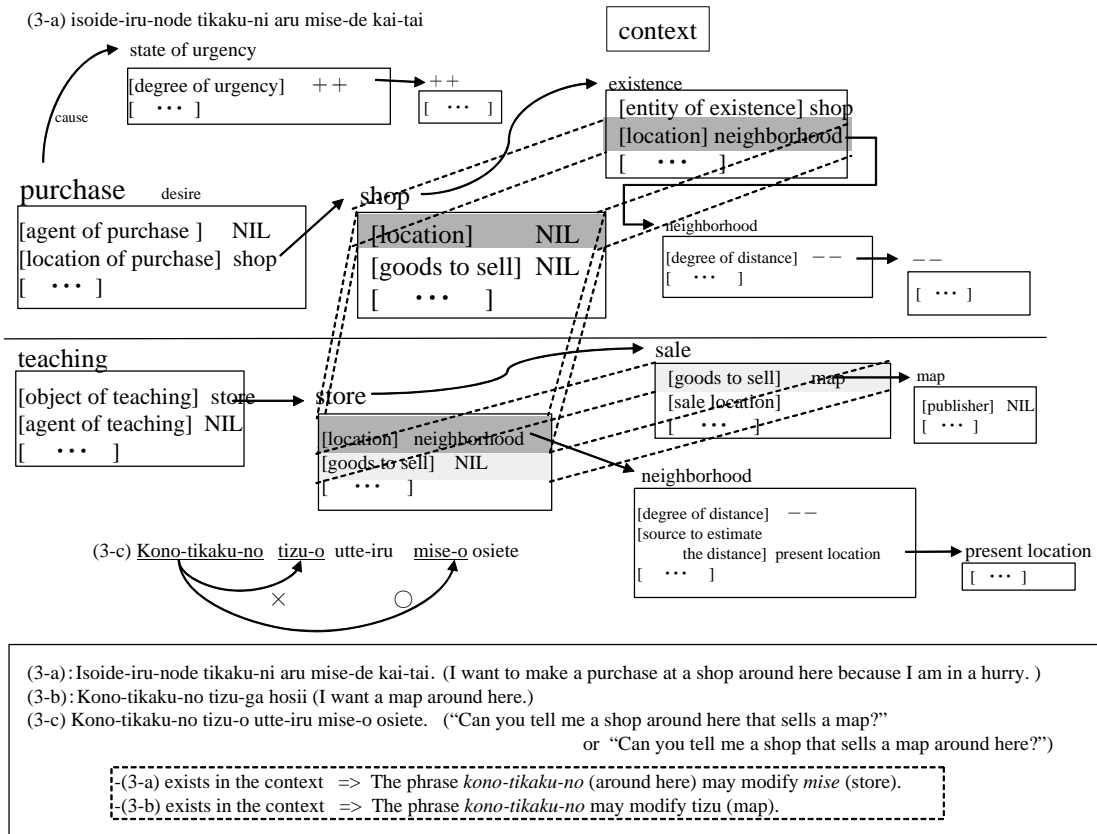 (3-a) isoide-iru-node tikaku-ni aru mise-de kai-tai
context
state of urgency
[degree of urgency] ++
[ ··· ]
++
[ ··· ]
cause
existence
[entity of existence] shop
[location] neighborhood
[ ··· ]
purchase desire
[agent of purchase ] NIL
[location of purchase] shop
[ ··· ]
shop
[location] NIL
[goods to sell] NIL
[ ··· ]
neighborhood
[degree of distance] −−
[ ··· ]
−−
[ ··· ]
teaching
[object of teaching] store
[agent of teaching] NIL
[ ··· ]
store
[location] neighborhood
[goods to sell] NIL
[ ··· ]
sale
[goods to sell] map
[sale location]
[ ··· ]
map
[publisher] NIL
[ ··· ]
neighborhood
[degree of distance] −−
[source to estimate
the distance] present location
[ ··· ]
present location
[ ··· ]
(3-c) Kono-tikaku-no tizu-o utte-iru mise-o osiete
× ○
(3-a): Isoide-iru-node tikaku-ni aru mise-de kai-tai. (I want to make a purchase at a shop around here because I am in a hurry. )
(3-b): Kono-tikaku-no tizu-ga hosii (I want a map around here.)
(3-c) Kono-tikaku-no tizu-o utte-iru mise-o osiete. (“Can you tell me a shop around here that sells a map?”
or “Can you tell me a shop that sells a map around here?”)
-(3-a) exists in the context => The phrase kono-tikaku-no (around here) may modify mise (store).
-(3-b) exists in the context => The phrase kono-tikaku-no may modify tizu (map).